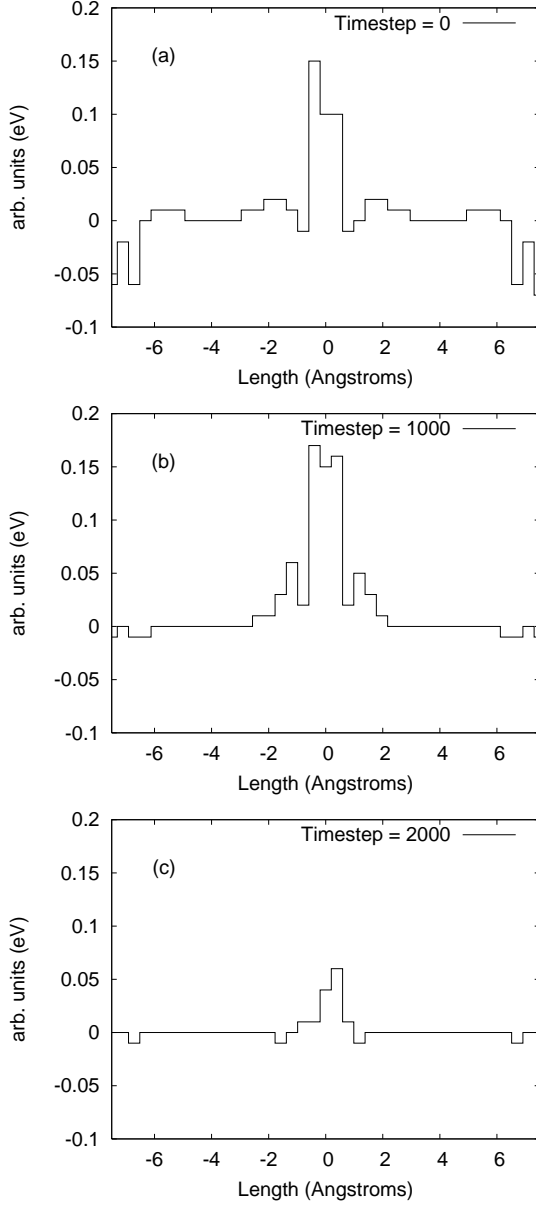 0.2
Timestep = 0
(a)
0.15
0.1
0.05
0
-0.05
-0.1
arb. units (eV)
-6 -4 -2 0 2 4 6
Length (Angstroms)
0.2
Timestep = 1000
(b)
0.15
0.1
0.05
0
-0.05
-0.1
arb. units (eV)
-6 -4 -2 0 2 4 6
Length (Angstroms)
0.2
Timestep = 2000
(c)
0.15
0.1
0.05
0
-0.05
-0.1
arb. units (eV)
-6 -4 -2 0 2 4 6
Length (Angstroms)